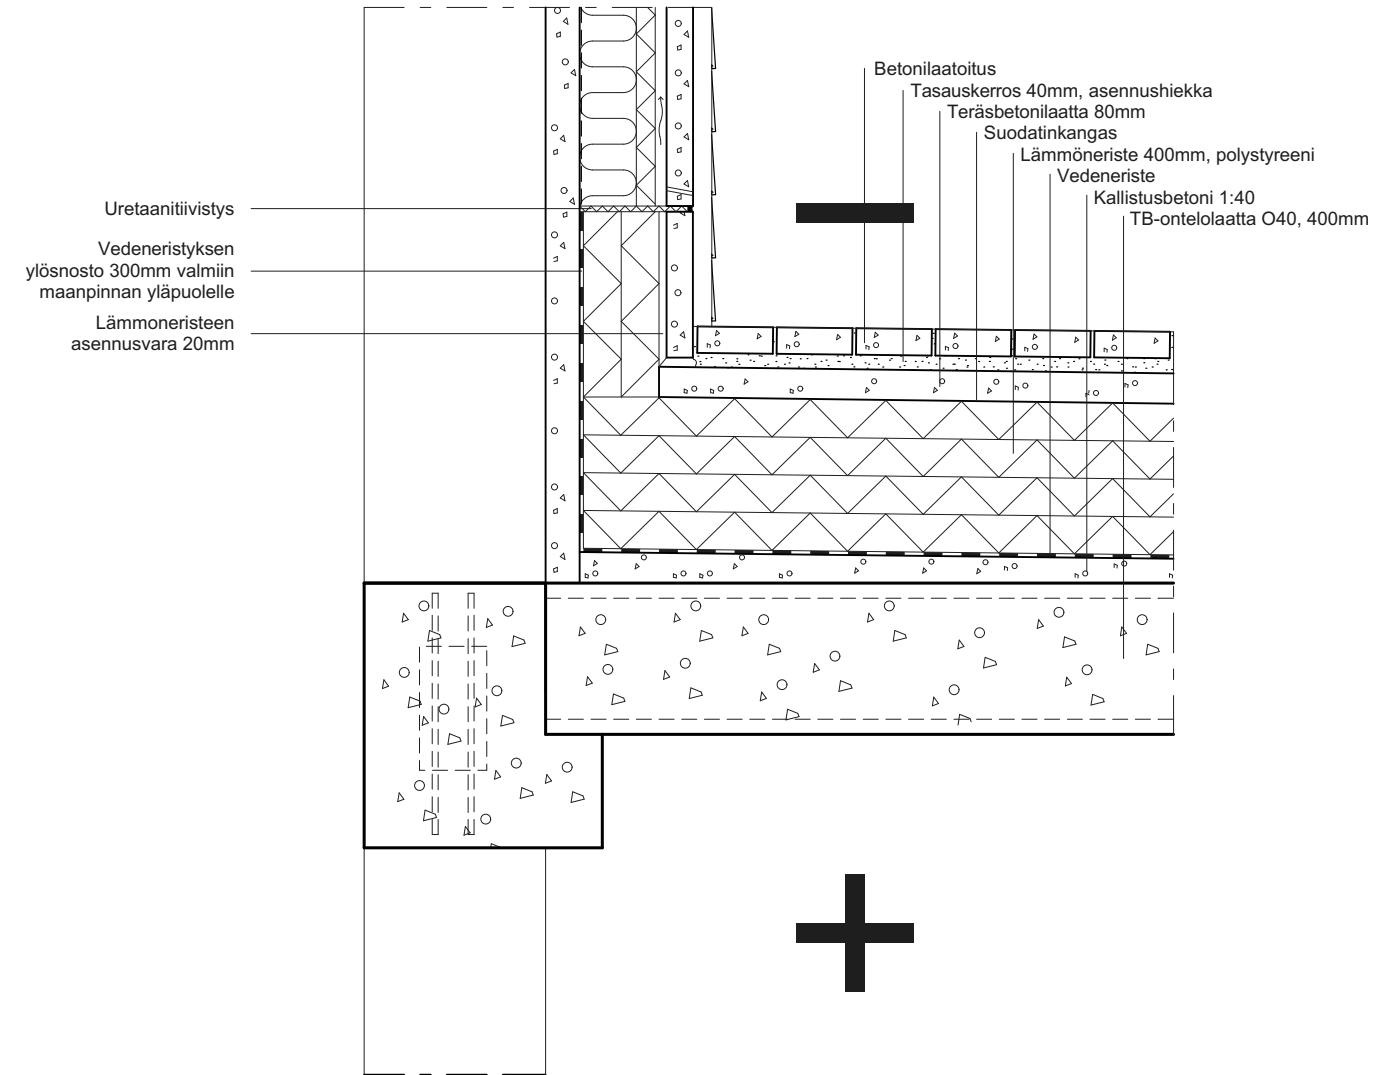 Betonilaatoitus
Tasauskerros 40mm, asennushiekka
Teräsbetonilaatta 80mm
Suodatinkangas
Lämmöneriste 400mm, polystyreeni
Vedeneriste
Kallistusbetoni 1:40
TB-ontelolaatta O40, 400mm
Uretaanitiivistys
Vedeneristyksen
ylösnosto 300mm valmiin
maanpinnan yläpuolelle
Lämmoneristeen
asennusvara 20mm